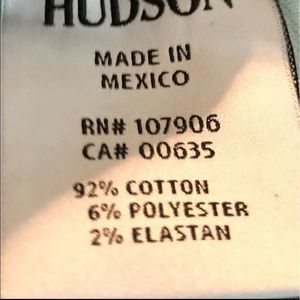 HUDSON
MADE IN
MEXICO
RN# 107906
CA# 00635
92% COTTON
6% POLYESTER
2% ELASTAN